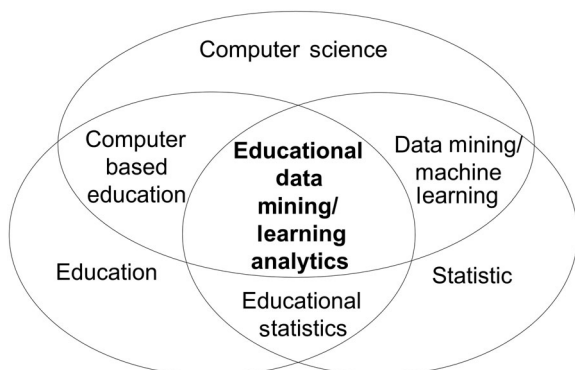 Computer science
Computer
based
education
Educational
data
mining/
learning
analytics
Data mining/
machine
learning
Education
Statistic
Educational
statistics